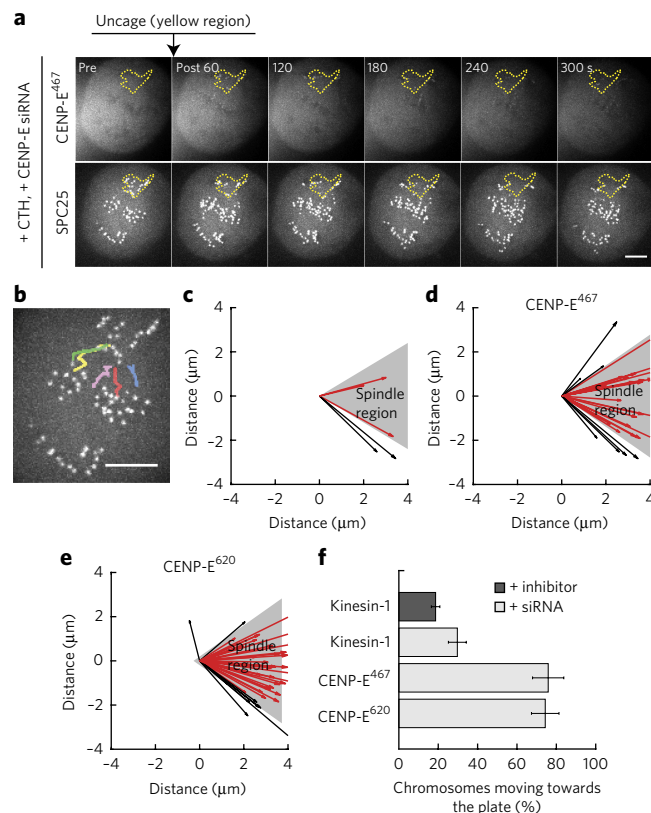 a
Uncage (yellow region)
+ CTH, + CENP-E siRNA
CENP-E⁴⁶⁷
Pre
Post 60
120
180
240
300 s
SPC25
b
c
4
2
0
−2
−4
Distance (μm)
Spindle
region
−4 −2 0 2 4
Distance (μm)
d
CENP-E⁴⁶⁷
4
2
0
−2
−4
Distance (μm)
Spindle
region
−4 −2 0 2 4
Distance (μm)
e
CENP-E⁶²⁰
4
2
0
−2
−4
Distance (μm)
Spindle
region
−4 −2 0 2 4
Distance (μm)
f
+ inhibitor
+ siRNA
Kinesin-1
Kinesin-1
CENP-E⁴⁶⁷
CENP-E⁶²⁰
0 20 40 60 80 100
Chromosomes moving towards
the plate (%)